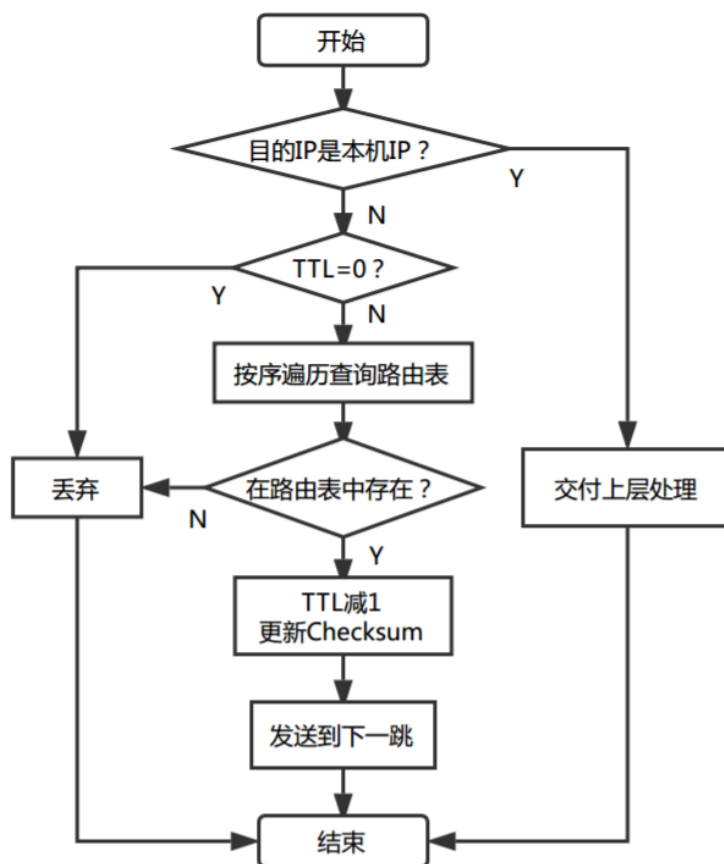 开始
目的IP是本机IP？
Y
N
TTL=0？
Y
N
按序遍历查询路由表
丢弃
在路由表中存在？
交付上层处理
N
Y
TTL减1
更新Checksum
发送到下一跳
结束